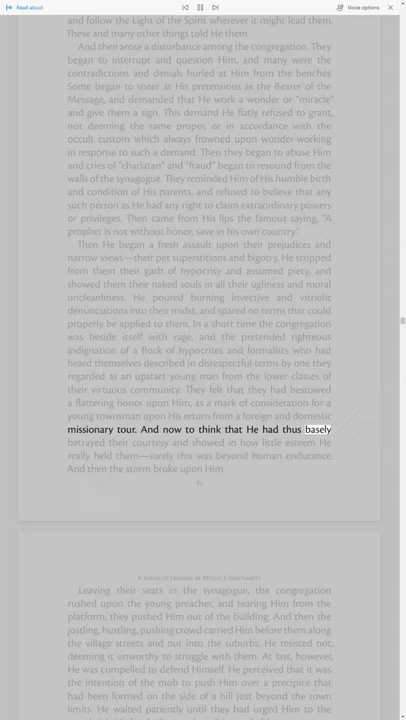 Read aloud
Voice options
and follow the Light of the Spirit wherever it might lead them.
These and many other things told He them.
And then arose a disturbance among the congregation. They
began to interrupt and question Him, and many were the
contradictions and denials hurled at Him from the benches.
Some began to sneer at His pretensions as the Bearer of the
Message, and demanded that He work a wonder or "miracle"
and give them a sign. This demand He flatly refused to grant,
not deeming the same proper, or in accordance with the
occult custom which always frowned upon wonder-working
in response to such a demand. Then they began to abuse Him
and cries of "charlatan" and "fraud" began to resound from the
walls of the synagogue. They reminded Him of His humble birth
and condition of His parents, and refused to believe that any
such person as He had any right to claim extraordinary powers
or privileges. Then came from His lips the famous saying, "A
prophet is not without honor, save in his own country."
Then He began a fresh assault upon their prejudices and
narrow views—their pet superstitions and bigotry. He stripped
from them their garb of hypocrisy and assumed piety, and
showed them their naked souls in all their ugliness and moral
uncleanliness. He poured burning invective and vitriolic
denunciations into their midst, and spared no terms that could
properly be applied to them. In a short time the congregation
was beside itself with rage, and the pretended righteous
indignation of a flock of hypocrites and formalists who had
heard themselves described in disrespectful terms by one they
regarded as an upstart young man from the lower classes of
their virtuous community. They felt that they had bestowed
a flattering honor upon Him, as a mark of consideration for a
young townsman upon His return from a foreign and domestic
missionary tour. And now to think that He had thus basely
betrayed their courtesy and showed in how little esteem He
really held them—surely this was beyond human endurance.
And then the storm broke upon Him.
A Series of Lessons in Mystic Christianity
Leaving their seats in the synagogue, the congregation
rushed upon the young preacher, and tearing Him from the
platform, they pushed Him out of the building. And then the
jostling, hustling, pushing crowd carried Him before them along
the village streets and out into the suburbs. He resisted not,
deeming it unworthy to struggle with them. At last, however,
He was compelled to defend Himself. He perceived that it was
the intention of the mob to push Him over a precipice that
had been formed on the side of a hill just beyond the town
limits. He waited patiently until they had urged Him to the